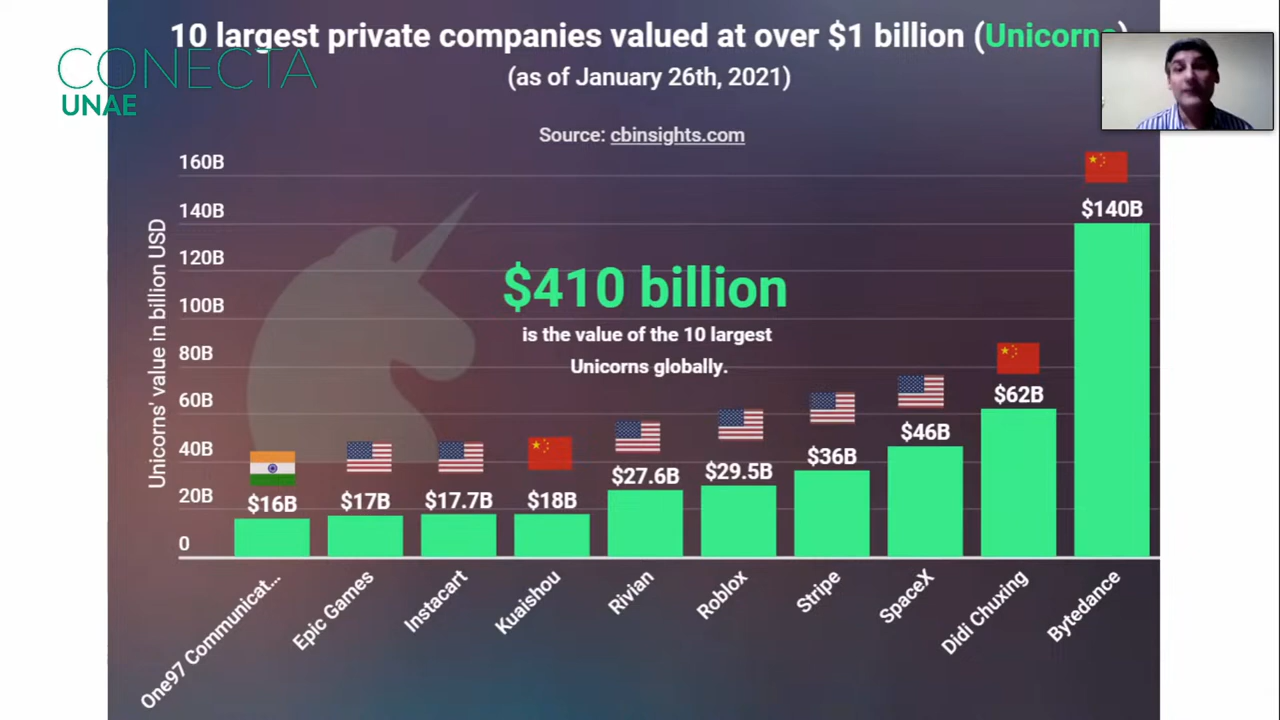 10 largest private companies valued at over $1 billion (Unicorns)
(as of January 26th, 2021)
CONECTA
UNAE
Source: cbinsights.com
Unicorns' value in billion USD
160B
140B
120B
100B
80B
60B
40B
20B
0
$410 billion
is the value of the 10 largest
Unicorns globally.
$16B
$17B
$17.7B
$18B
$27.6B
$29.5B
$36B
$46B
$62B
$140B
One97 Communicat...
Epic Games
Instacart
Kuaishou
Rivian
Roblox
Stripe
SpaceX
Didi Chuxing
Bytedance